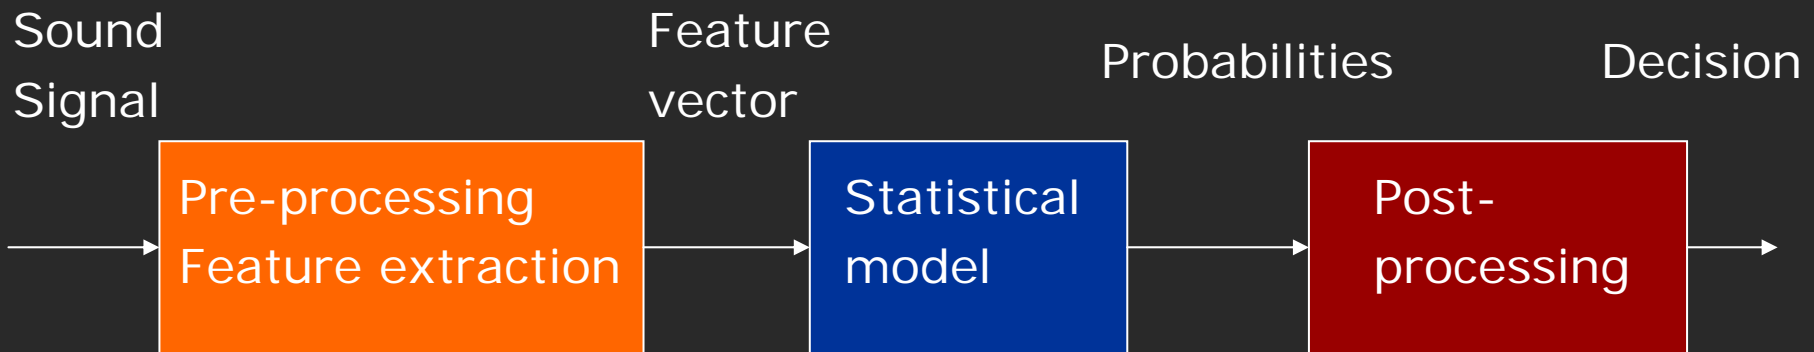 Sound
Signal
Feature
vector
Probabilities
Decision
Pre-processing
Feature extraction
Statistical
model
Post-
processing